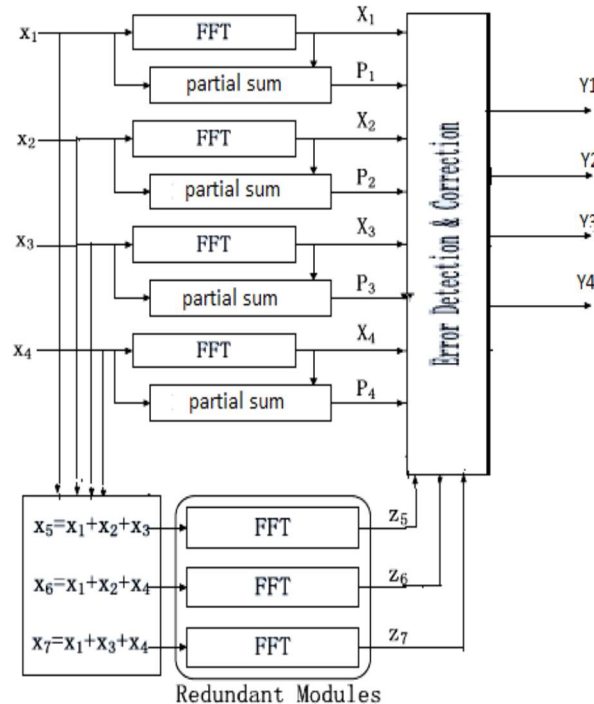 x₁ FFT X₁
partial sum P₁
Y1
x₂ FFT X₂
partial sum P₂
Y2
x₃ FFT X₃
partial sum P₃
Y3
x₄ FFT X₄
partial sum P₄
Y4
Error Detection & Correction
x₅=x₁+x₂+x₃ FFT z₅
x₆=x₁+x₂+x₄ FFT z₆
x₇=x₁+x₃+x₄ FFT z₇
Redundant Modules